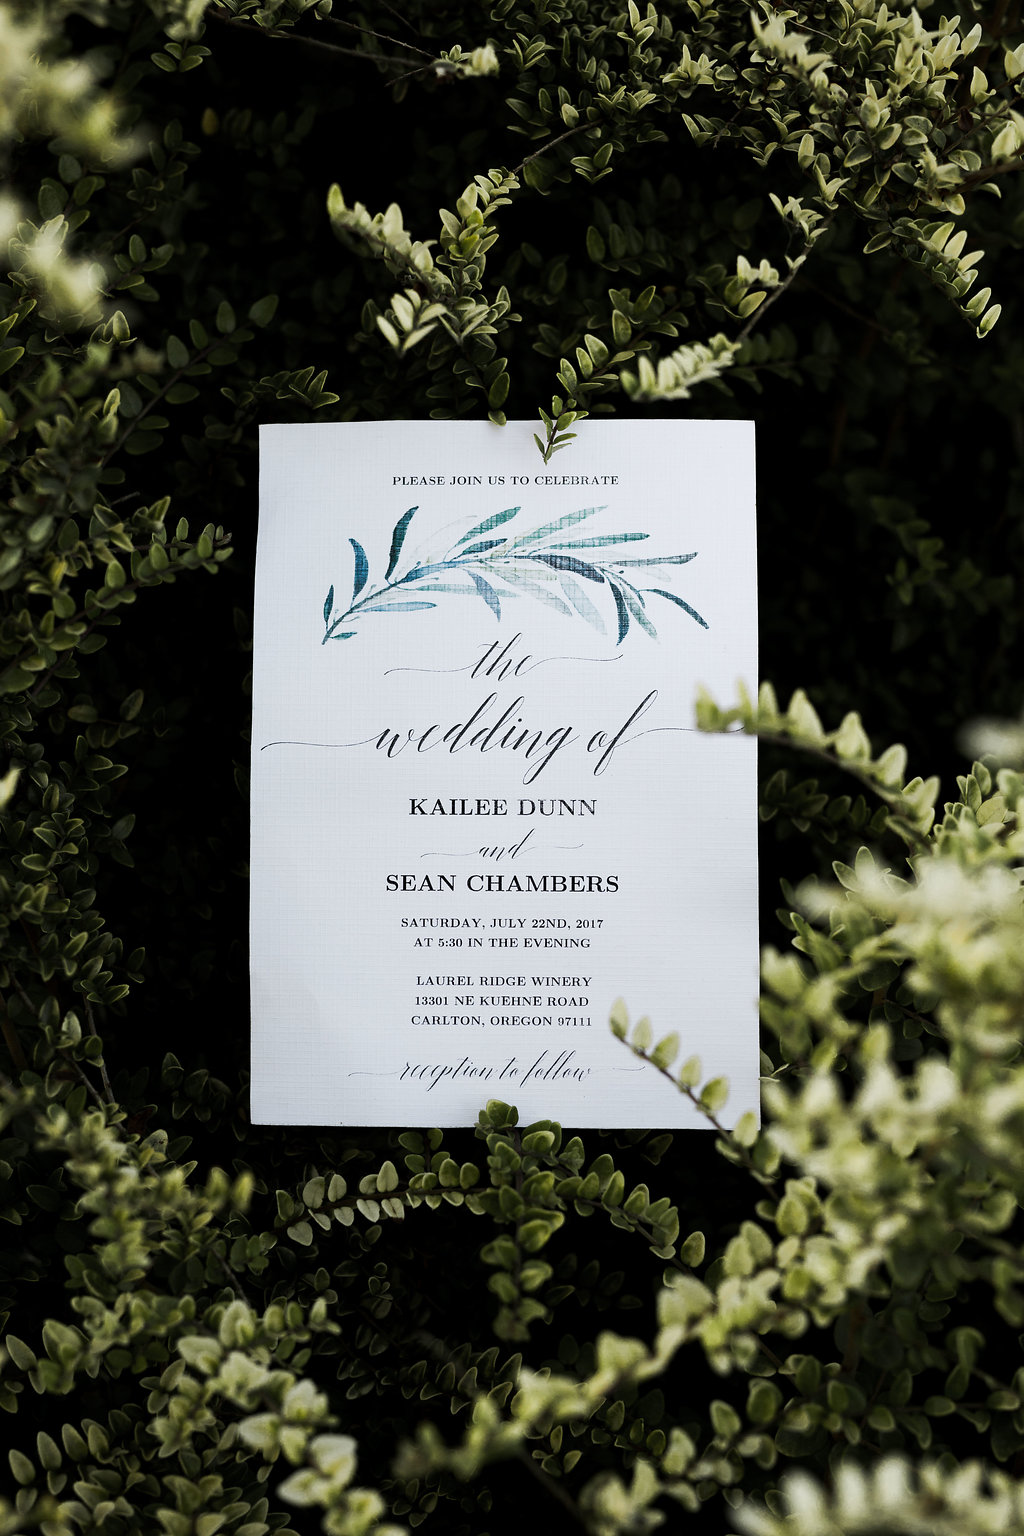 PLEASE JOIN US TO CELEBRATE
the
wedding of
KAILEE DUNN
and
SEAN CHAMBERS
SATURDAY, JULY 22ND, 2017
AT 5:30 IN THE EVENING
LAUREL RIDGE WINERY
13301 NE KUEHNE ROAD
CARLTON, OREGON 97111
reception to follow